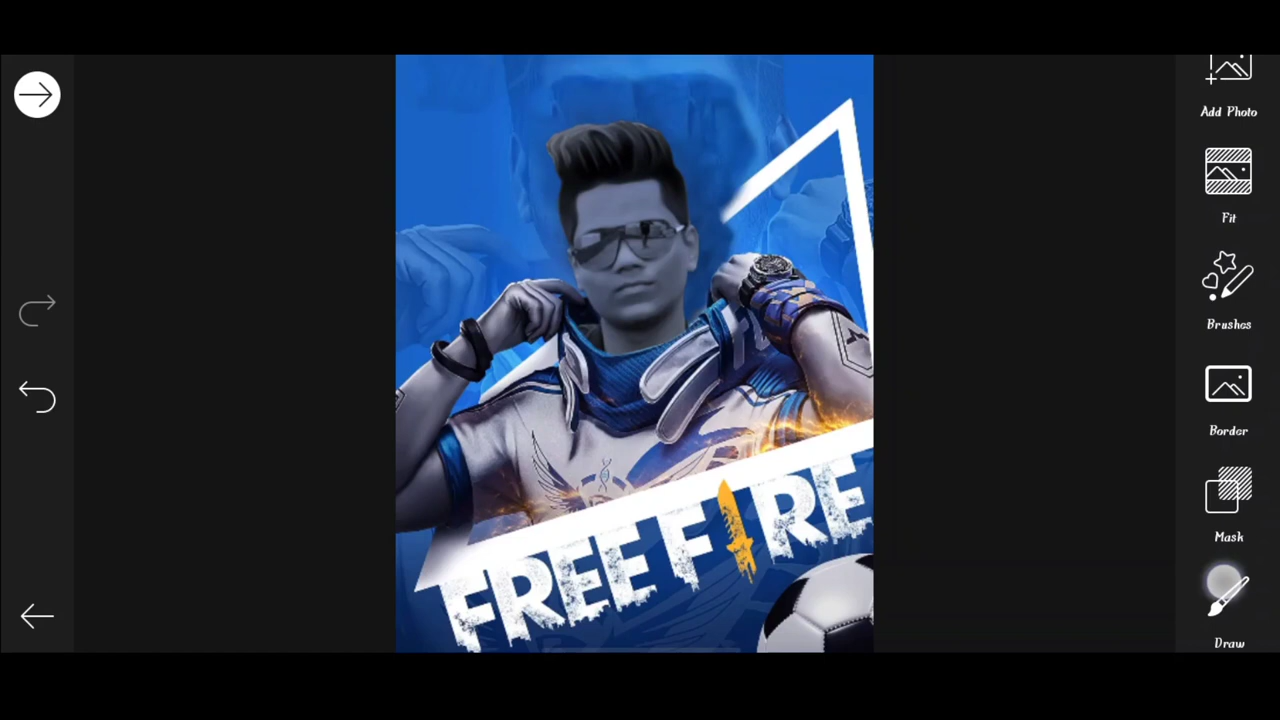 Add Photo
Fit
Brushes
Border
Mask
Draw
FREE FIRE